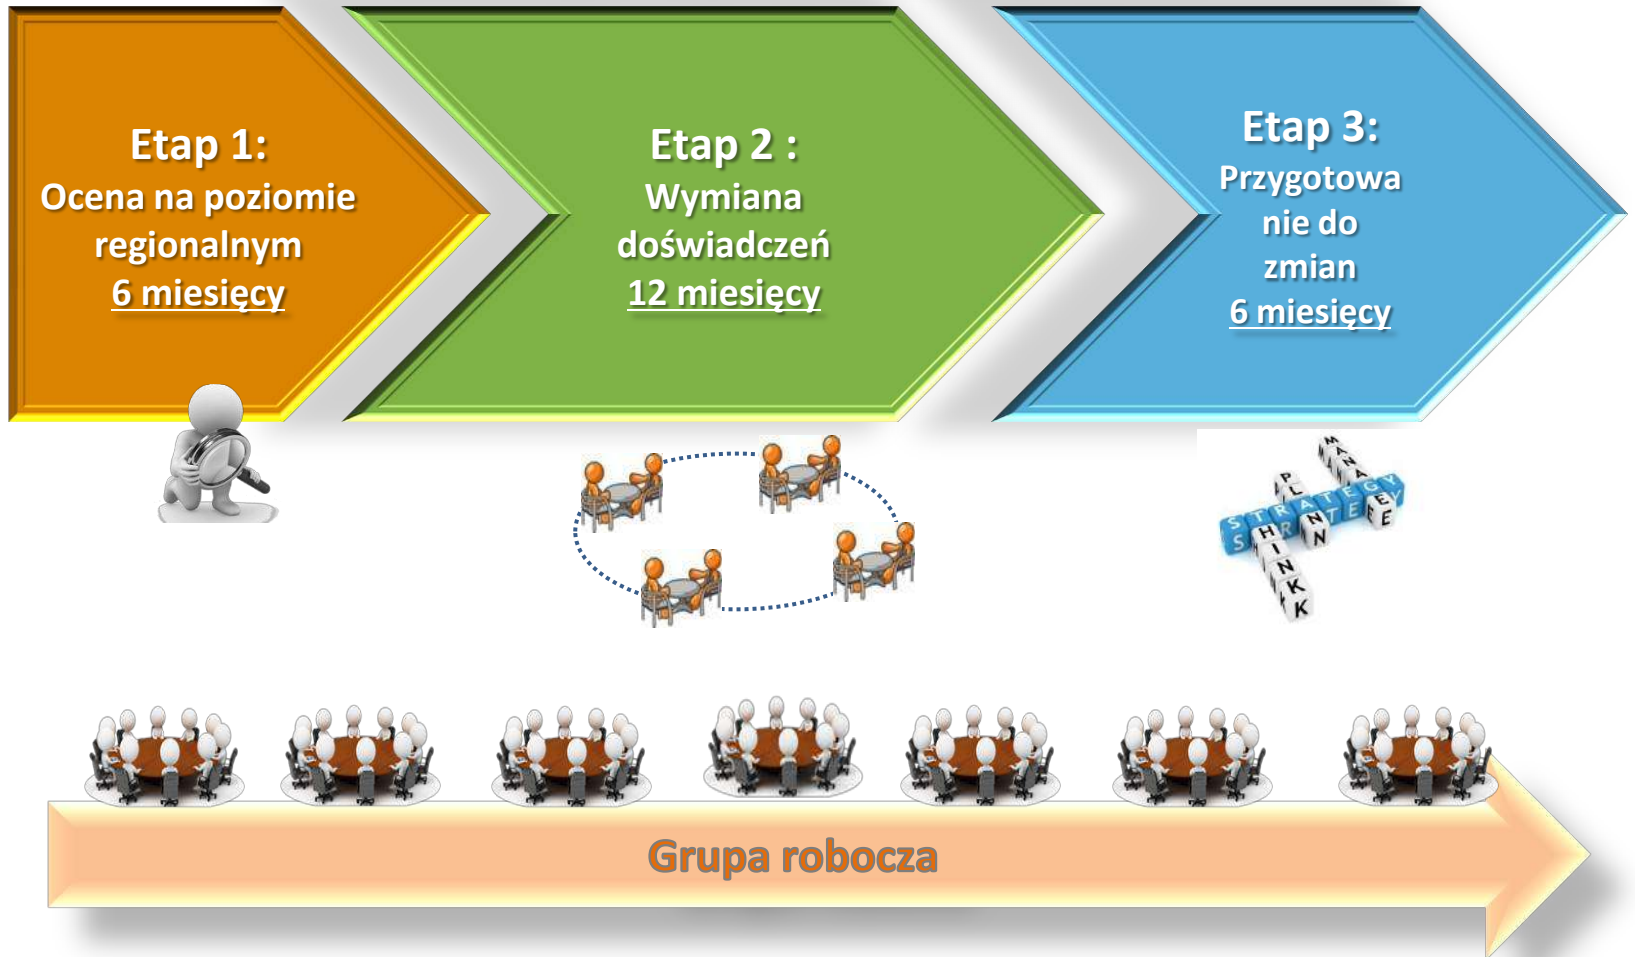 Etap 1:
Ocena na poziomie
regionalnym
6 miesięcy
Etap 2 :
Wymiana
doświadczeń
12 miesięcy
Etap 3:
Przygotowa
nie do
zmian
6 miesięcy
MANAGE
PLAN
STRATEGY
THINK
Grupa robocza